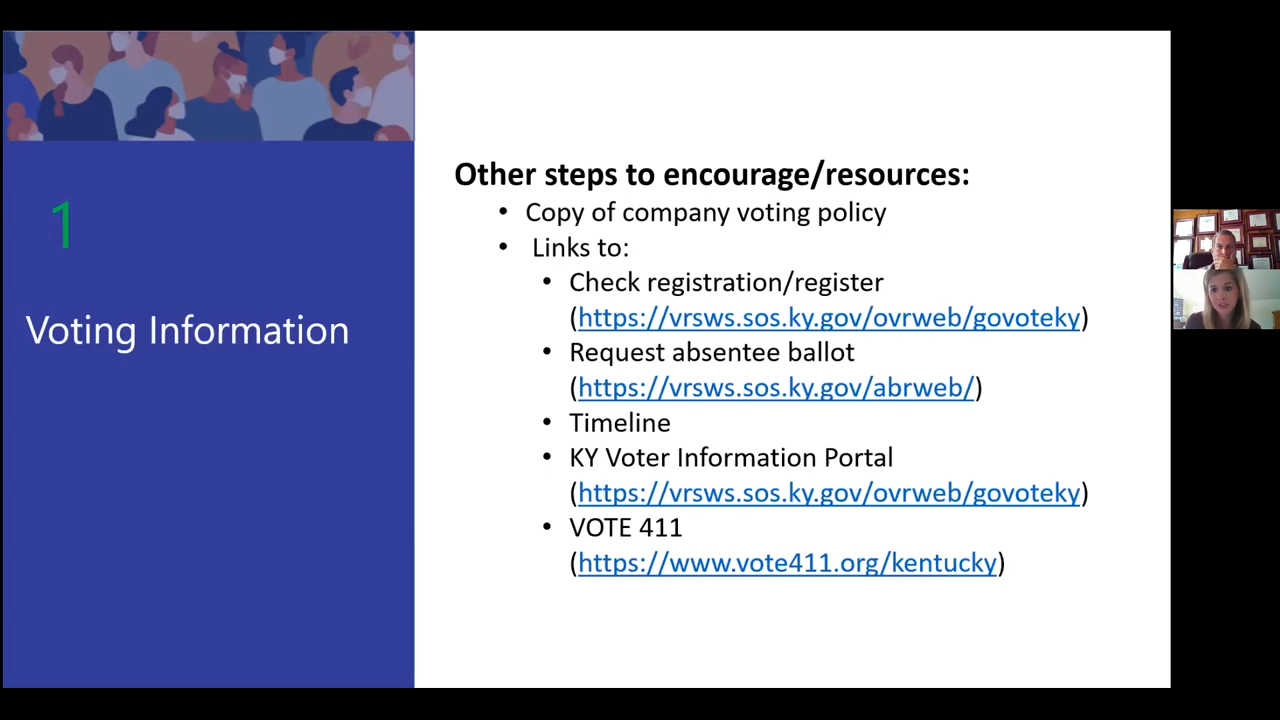 1
Voting Information
Other steps to encourage/resources:
• Copy of company voting policy
• Links to:
• Check registration/register
(https://vrsws.sos.ky.gov/ovrweb/govoteky)
• Request absentee ballot
(https://vrsws.sos.ky.gov/abrweb/)
• Timeline
• KY Voter Information Portal
(https://vrsws.sos.ky.gov/ovrweb/govoteky)
• VOTE 411
(https://www.vote411.org/kentucky)